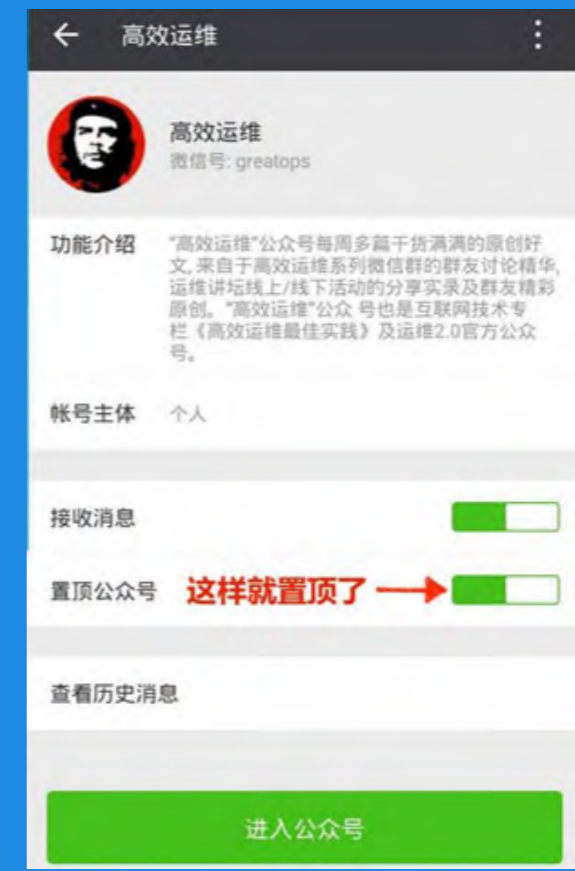 高效运维
高效运维
微信号: greatops
功能介绍
“高效运维”公众号每周多篇干货满满的原创好
文, 来自于高效运维系列微信群的群友讨论精华,
运维讲坛线上/线下活动的分享实录及群友精彩
原创。“高效运维”公众 号也是互联网技术专
栏《高效运维最佳实践》及运维2.0官方公众
号。
帐号主体 个人
接收消息
置顶公众号 这样就置顶了
查看历史消息
进入公众号